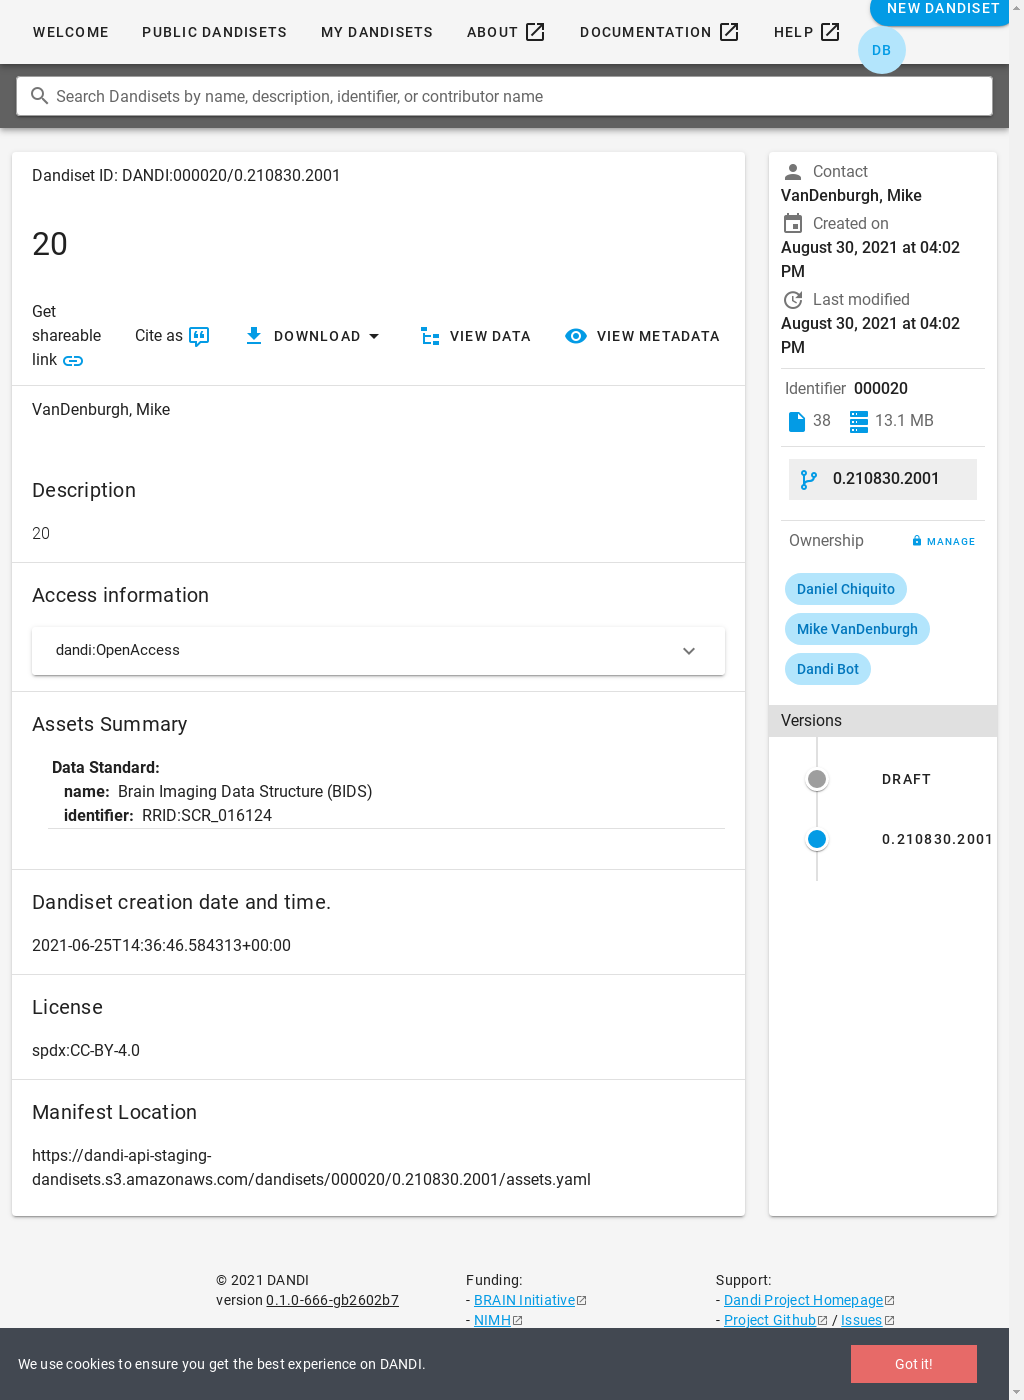 WELCOME
PUBLIC DANDISETS
MY DANDISETS
ABOUT
DOCUMENTATION
HELP
NEW DANDISET
DB
Search Dandisets by name, description, identifier, or contributor name
Dandiset ID: DANDI:000020/0.210830.2001
20
Get
shareable
link
Cite as
DOWNLOAD
VIEW DATA
VIEW METADATA
VanDenburgh, Mike
Description
20
Access information
dandi:OpenAccess
Assets Summary
Data Standard:
name: Brain Imaging Data Structure (BIDS)
identifier: RRID:SCR_016124
Dandiset creation date and time.
2021-06-25T14:36:46.584313+00:00
License
spdx:CC-BY-4.0
Manifest Location
https://dandi-api-staging-
dandisets.s3.amazonaws.com/dandisets/000020/0.210830.2001/assets.yaml
Contact
VanDenburgh, Mike
Created on
August 30, 2021 at 04:02
PM
Last modified
August 30, 2021 at 04:02
PM
Identifier 000020
38
13.1 MB
0.210830.2001
Ownership
MANAGE
Daniel Chiquito
Mike VanDenburgh
Dandi Bot
Versions
DRAFT
0.210830.2001
© 2021 DANDI
version 0.1.0-666-gb2602b7
Funding:
- BRAIN Initiative
- NIMH
Support:
- Dandi Project Homepage
- Project Github / Issues
We use cookies to ensure you get the best experience on DANDI.
Got it!